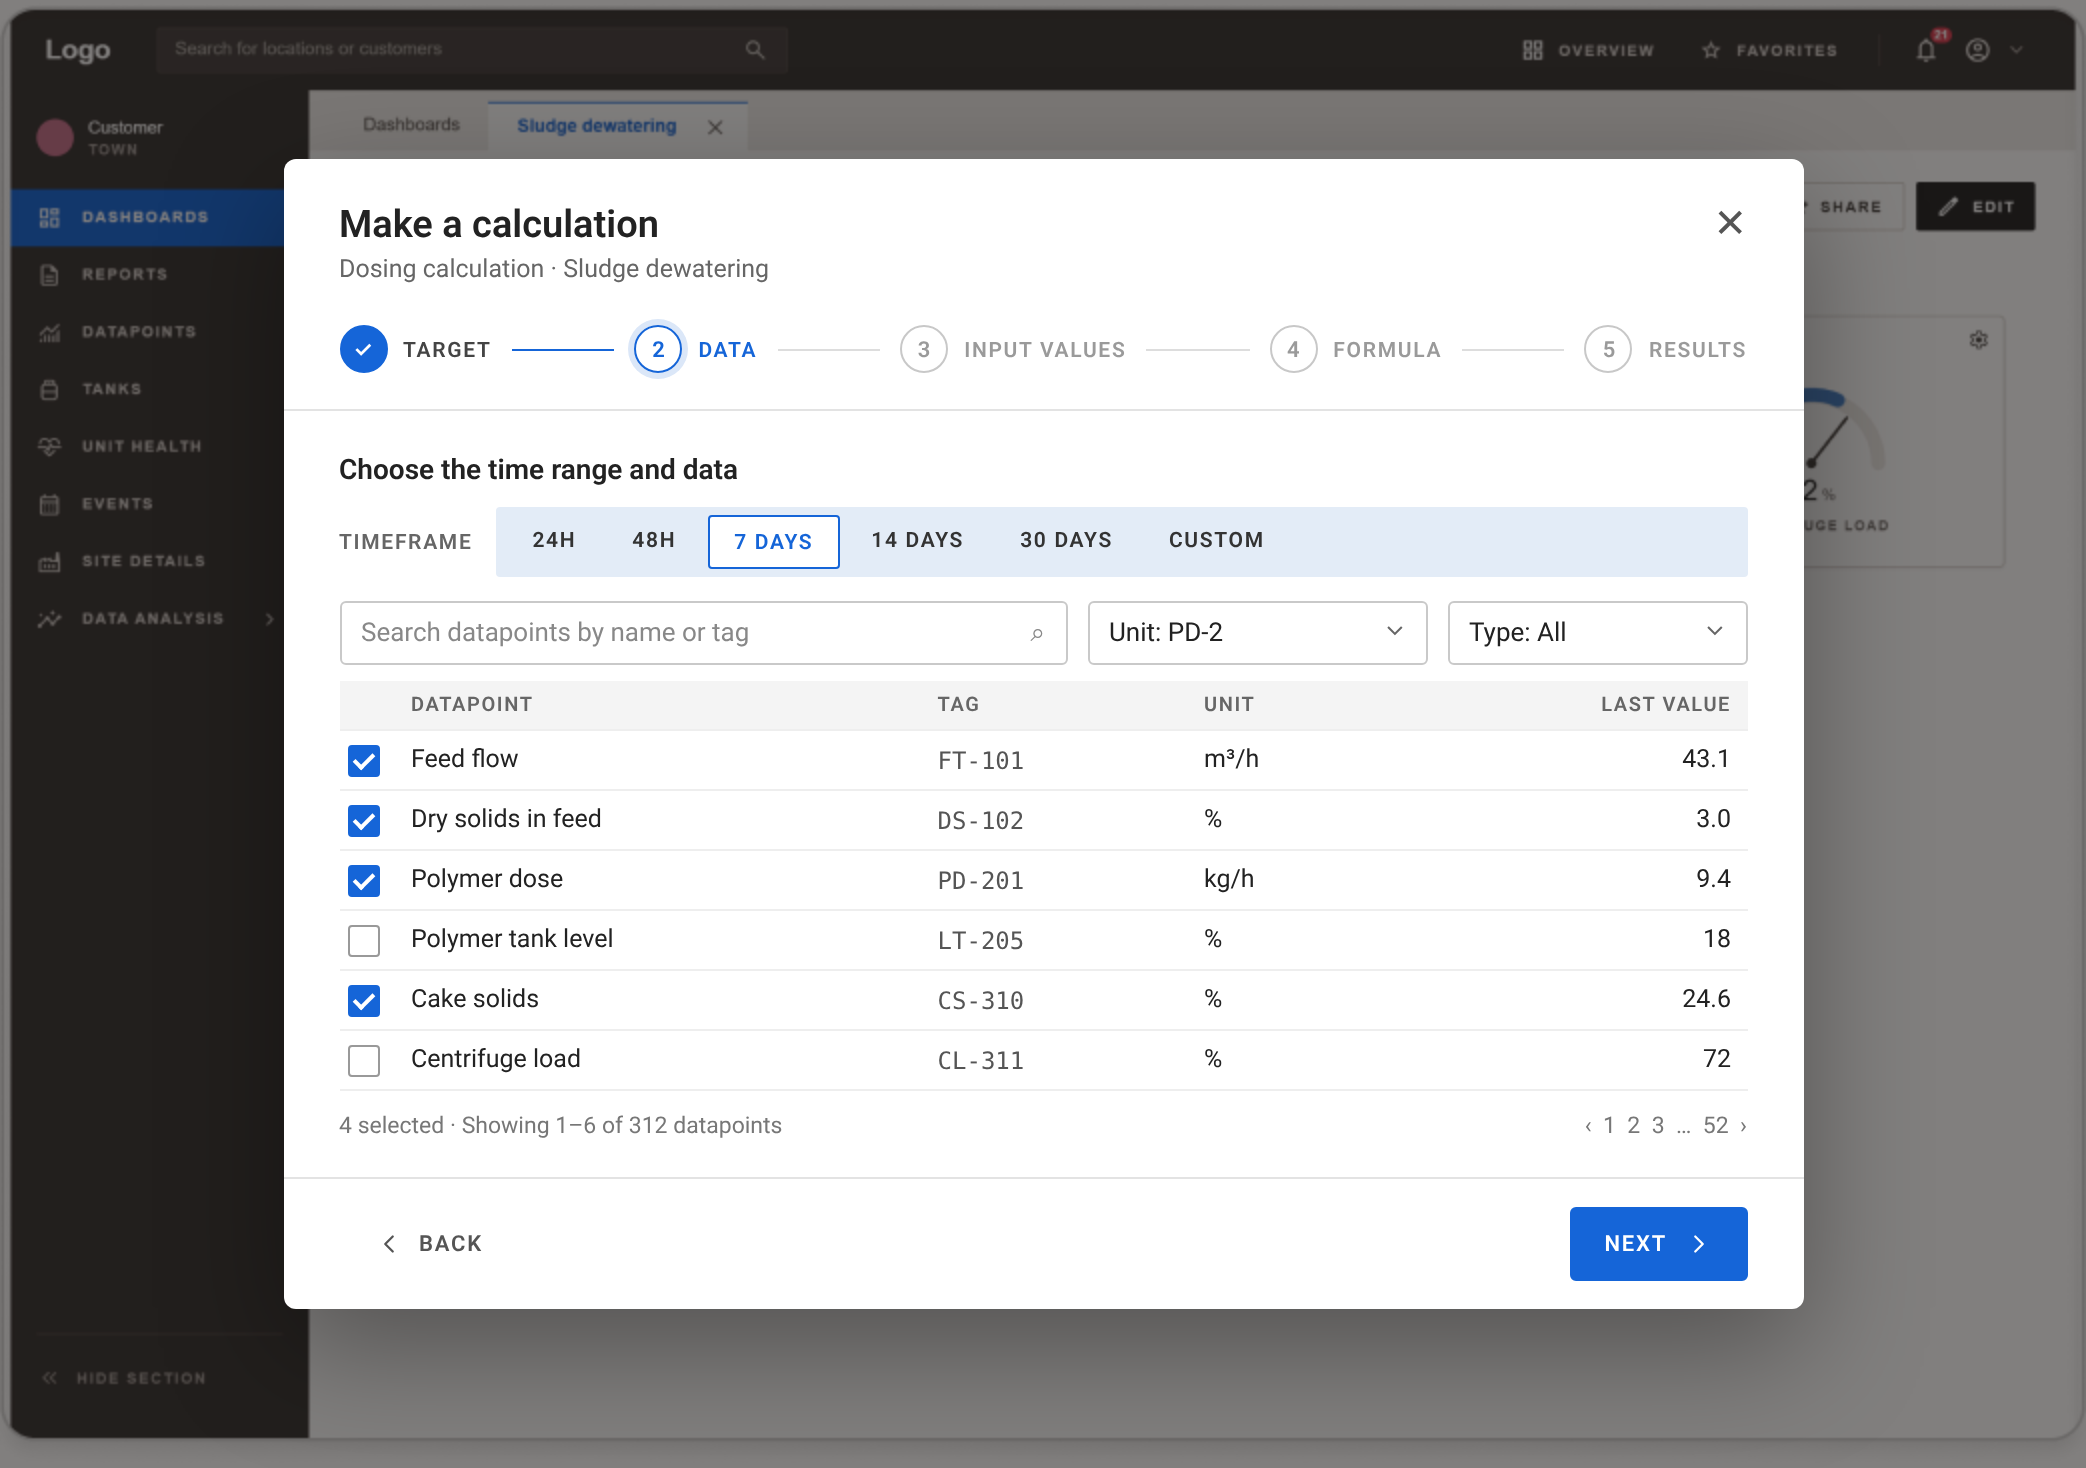 Logo
Search for locations or customers
OVERVIEW
FAVORITES
21
Customer
TOWN
Dashboards
Sludge dewatering
SHARE
EDIT
DASHBOARDS
REPORTS
DATAPOINTS
TANKS
UNIT HEALTH
EVENTS
SITE DETAILS
DATA ANALYSIS
HIDE SECTION
2 %
UGE LOAD
Make a calculation
Dosing calculation · Sludge dewatering
TARGET
2 DATA
3 INPUT VALUES
4 FORMULA
5 RESULTS
Choose the time range and data
TIMEFRAME 24H 48H 7 DAYS 14 DAYS 30 DAYS CUSTOM
Search datapoints by name or tag
Unit: PD-2
Type: All
DATAPOINT TAG UNIT LAST VALUE
Feed flow FT-101 m³/h 43.1
Dry solids in feed DS-102 % 3.0
Polymer dose PD-201 kg/h 9.4
Polymer tank level LT-205 % 18
Cake solids CS-310 % 24.6
Centrifuge load CL-311 % 72
4 selected · Showing 1–6 of 312 datapoints
‹ 1 2 3 … 52 ›
BACK
NEXT